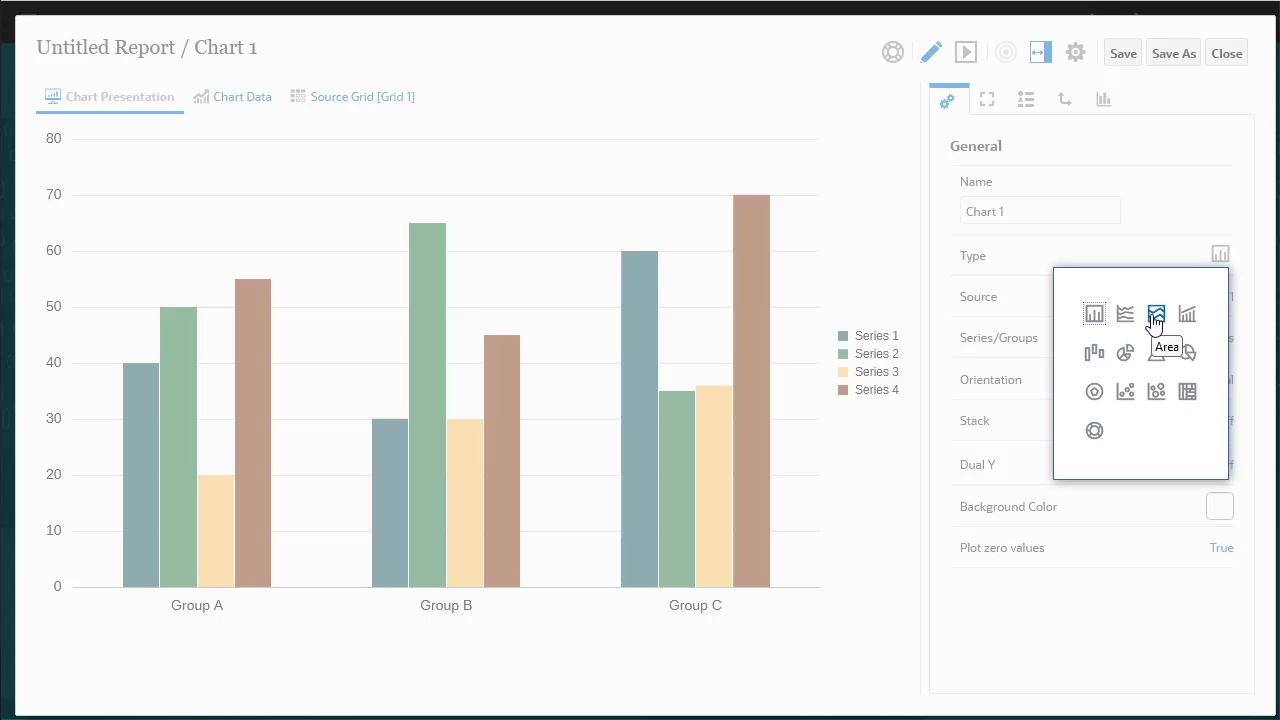 Untitled Report / Chart 1
Save
Save As
Close
Chart Presentation
Chart Data
Source Grid [Grid 1]
80
70
60
50
40
30
20
10
0
Group A
Group B
Group C
Series 1
Series 2
Series 3
Series 4
General
Name
Chart 1
Type
Source
Series/Groups
Orientation
Stack
Dual Y
Background Color
Plot zero values
True
Area